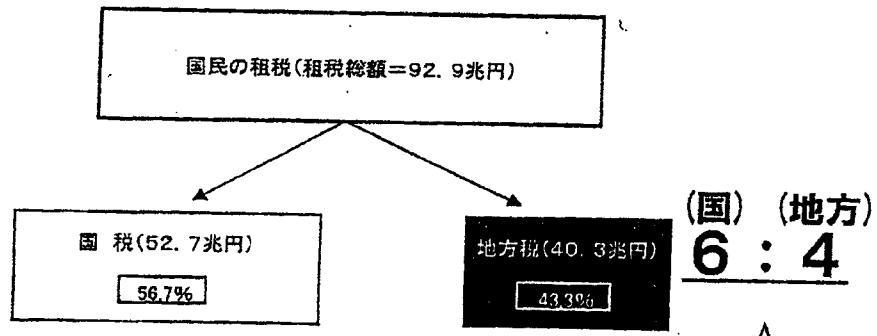 国民の租税(租税総額=92.9兆円)
国 税(52.7兆円)
56.7%
地方税(40.3兆円)
43.3%
(国) (地方)
6 : 4